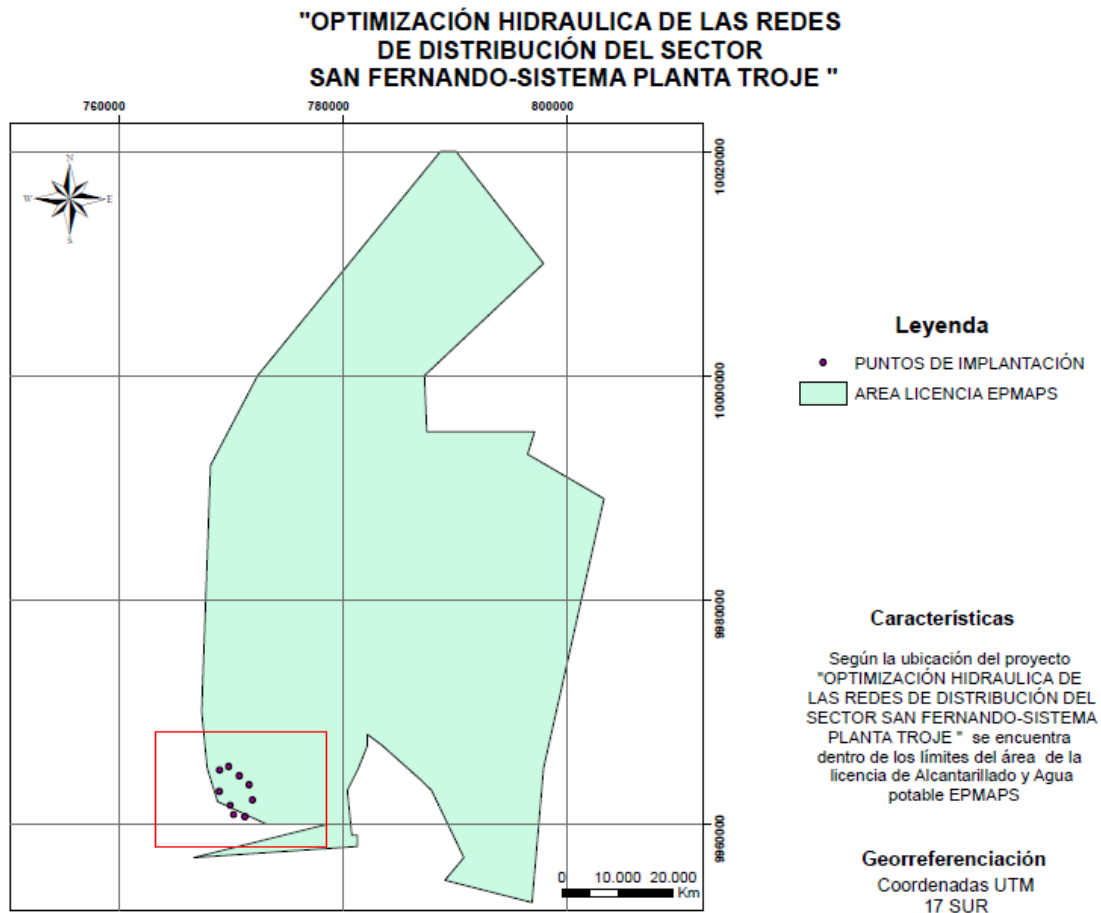 "OPTIMIZACIÓN HIDRAULICA DE LAS REDES
DE DISTRIBUCIÓN DEL SECTOR
SAN FERNANDO-SISTEMA PLANTA TROJE "
760000
780000
800000
N
W
E
S
10020000
10000000
9980000
9960000
0
10.000
20.000
Km
Leyenda
PUNTOS DE IMPLANTACIÓN
AREA LICENCIA EPMAPS
Características
Según la ubicación del proyecto
"OPTIMIZACIÓN HIDRAULICA DE
LAS REDES DE DISTRIBUCIÓN DEL
SECTOR SAN FERNANDO-SISTEMA
PLANTA TROJE " se encuentra
dentro de los límites del área de la
licencia de Alcantarillado y Agua
potable EPMAPS
Georreferenciación
Coordenadas UTM
17 SUR